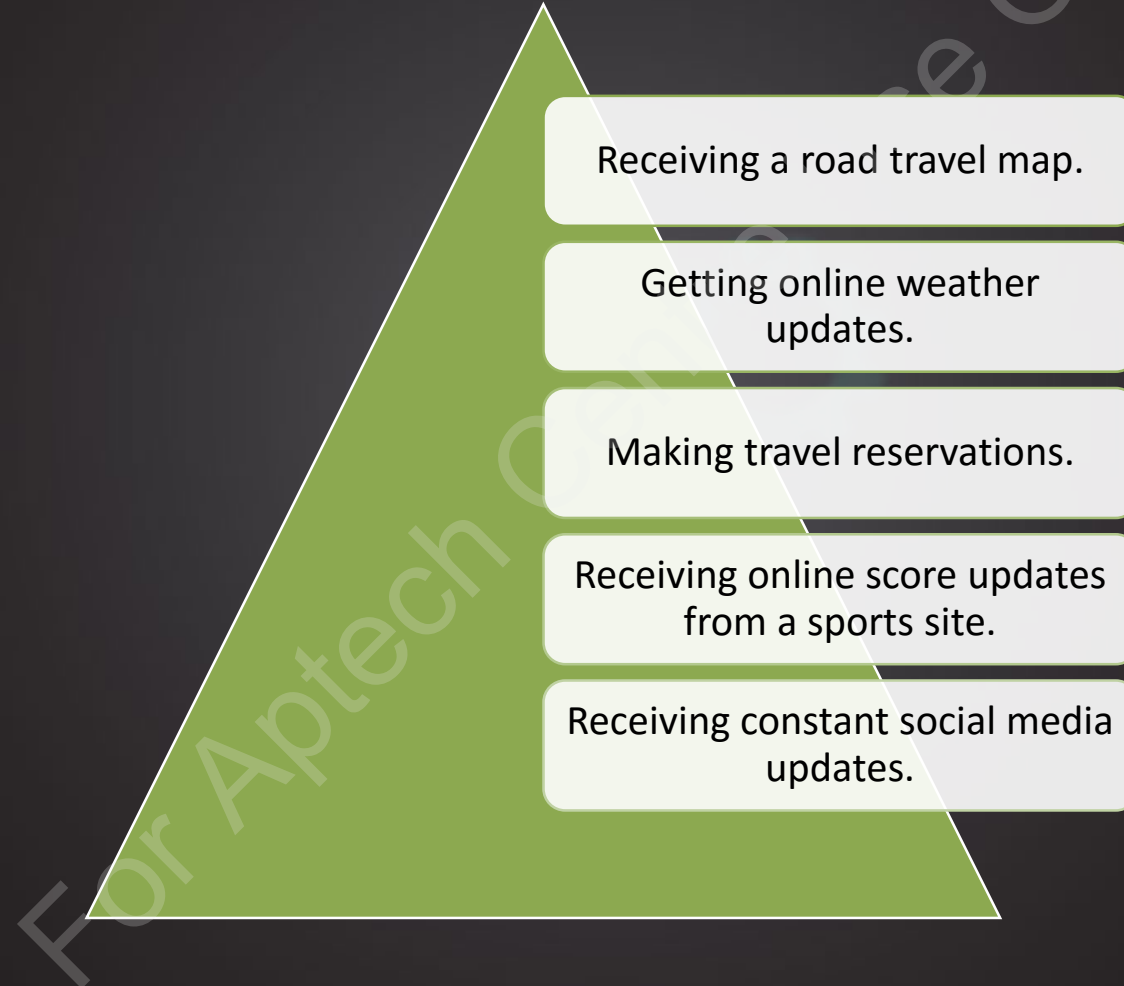 Receiving a road travel map.
Getting online weather
updates.
Making travel reservations.
Receiving online score updates
from a sports site.
Receiving constant social media
updates.
For Aptech